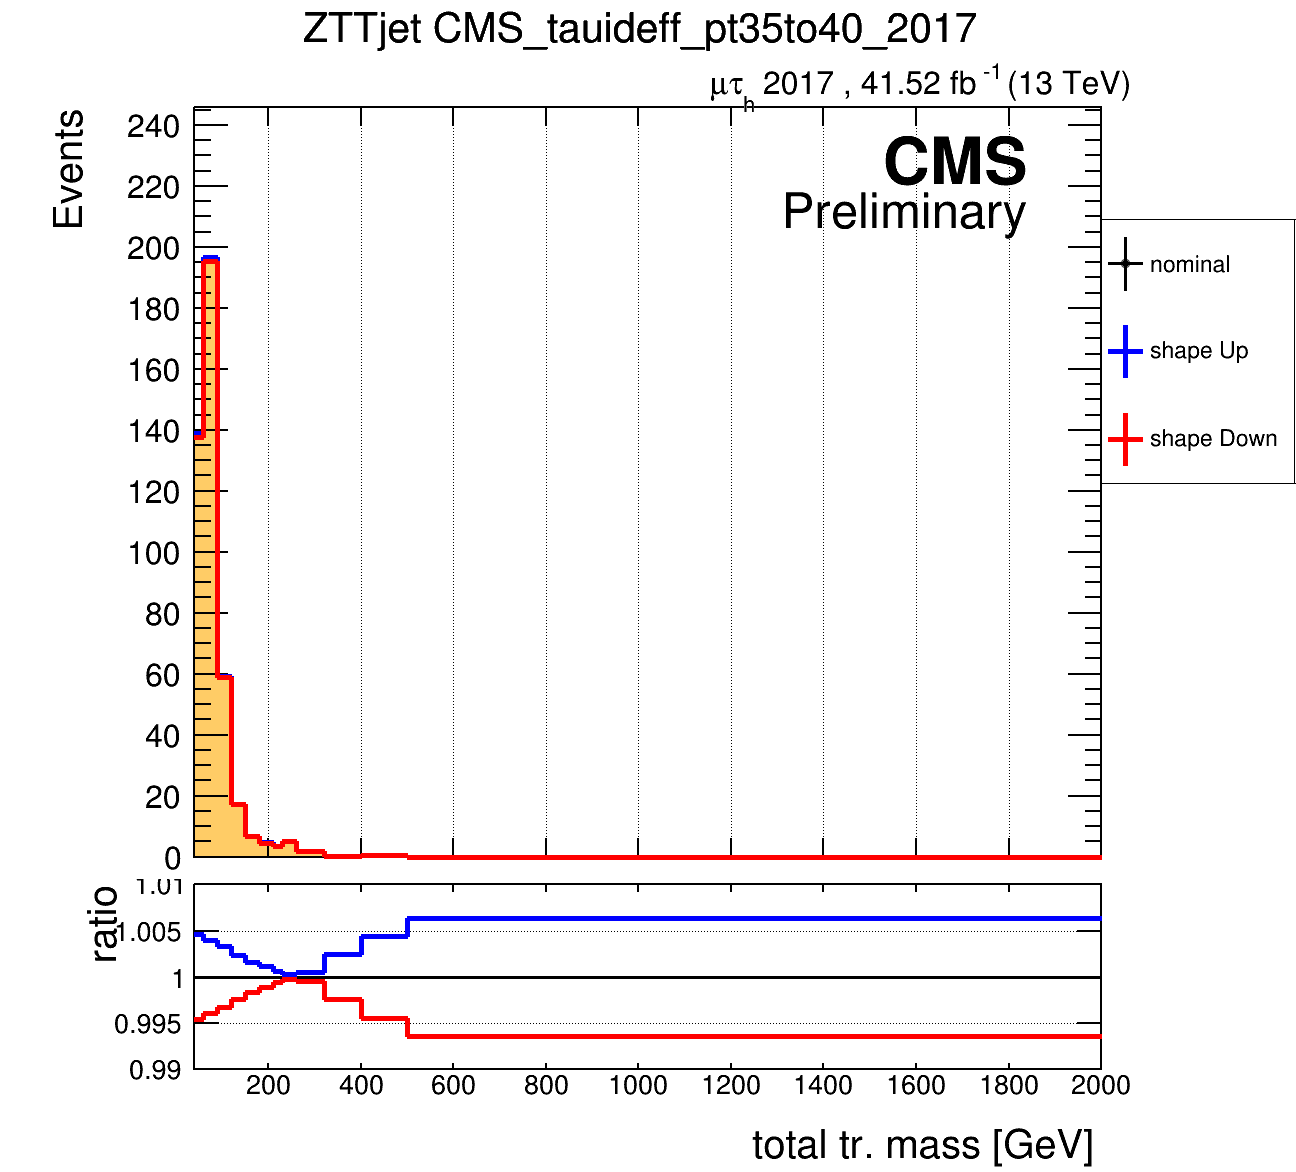 ZTTjet CMS_tauideff_pt35to40_2017
μτh 2017 , 41.52 fb-1 (13 TeV)
Events
240
220
200
180
160
140
120
100
80
60
40
20
0
CMS
Preliminary
nominal
shape Up
shape Down
ratio
1.01
1.005
1
0.995
0.99
200 400 600 800 1000 1200 1400 1600 1800 2000
total tr. mass [GeV]